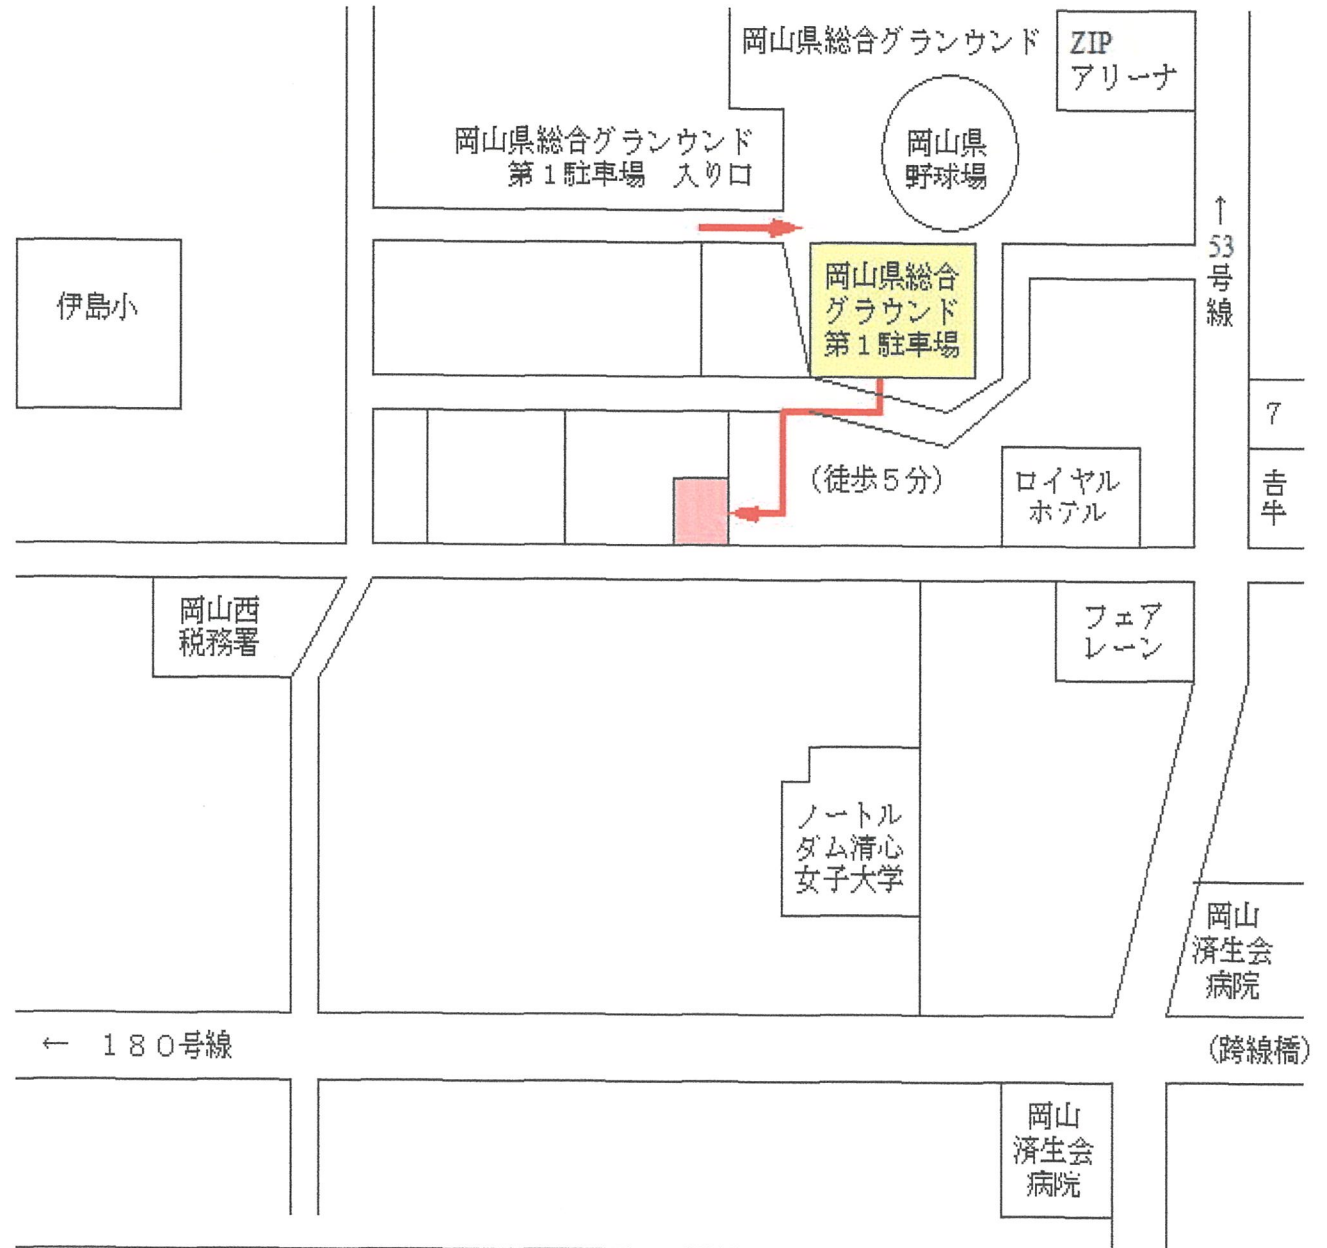 岡山県総合グランウンド
ZIP
アリーナ
岡山県総合グランウンド
第１駐車場　入り口
岡山県
野球場
↑
53
号
線
伊島小
岡山県総合
グラウンド
第１駐車場
7
(徒歩５分)
ロイヤル
ホテル
吉
牛
岡山西
税務署
フェア
レーン
ノートル
ダム清心
女子大学
岡山
済生会
病院
←　１８０号線
(跨線橋)
岡山
済生会
病院